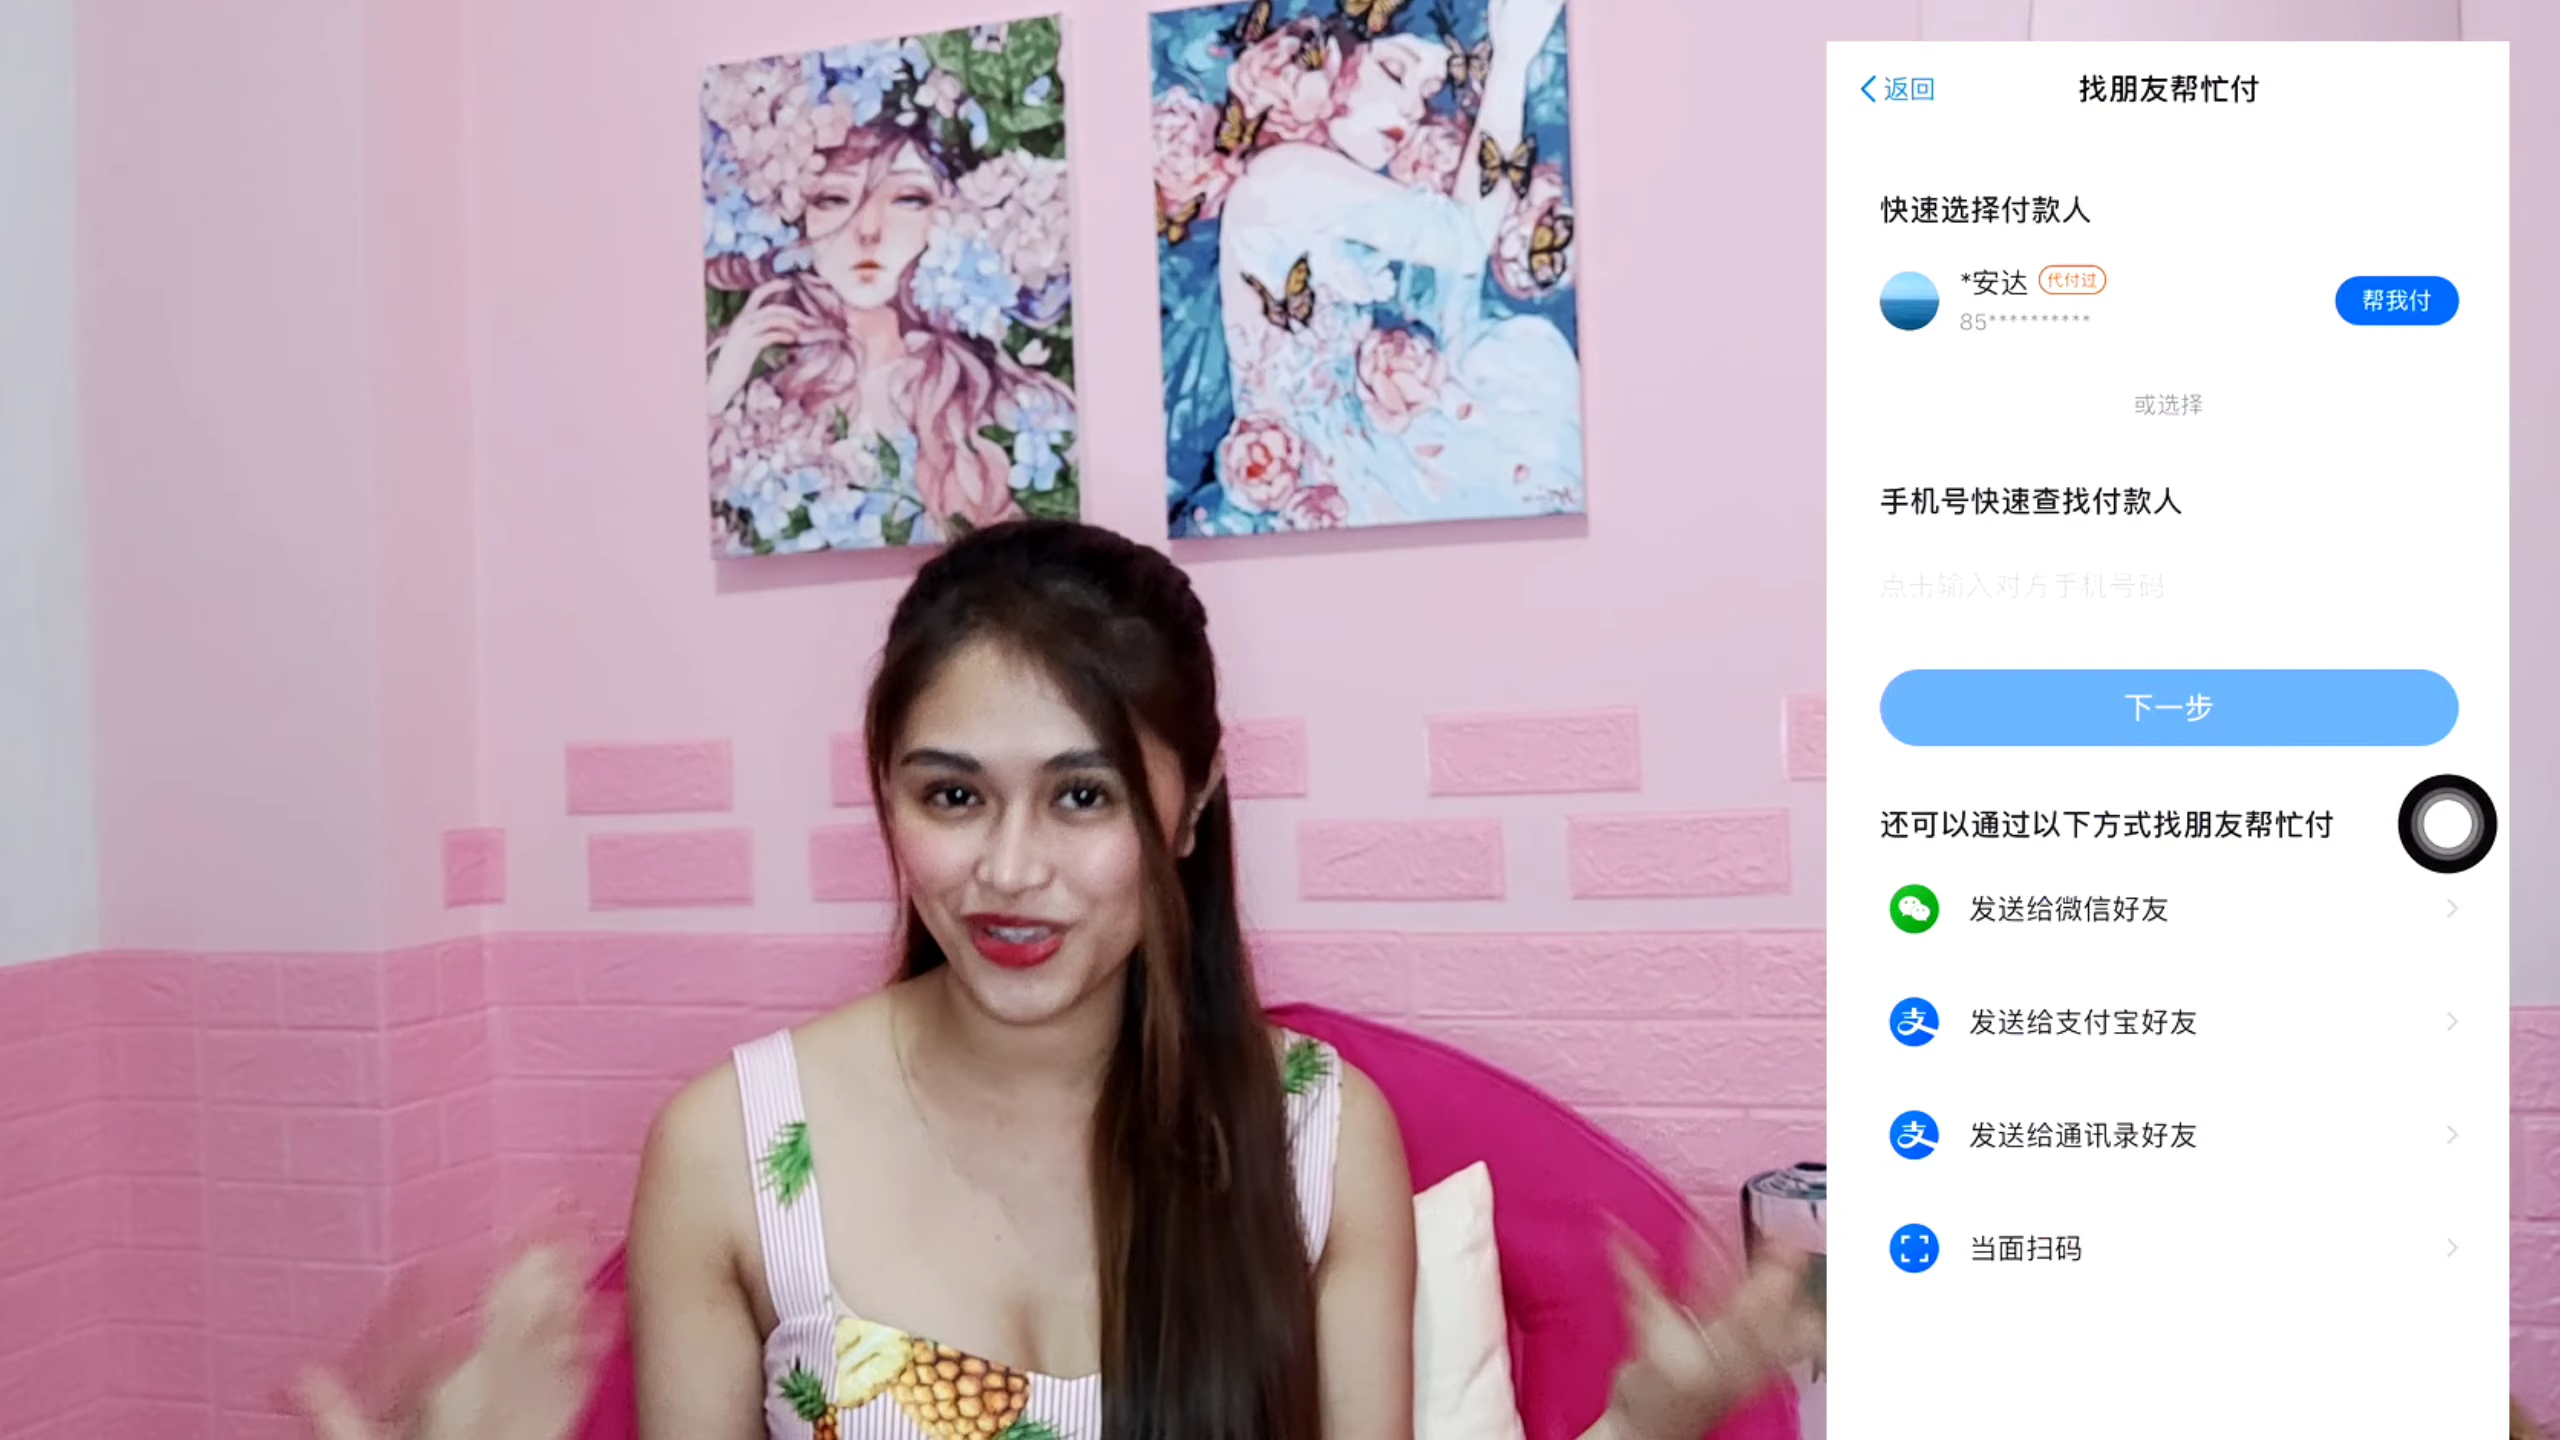 返回
找朋友帮忙付
快速选择付款人
*安达 代付过
85**********
帮我付
或选择
手机号快速查找付款人
点击输入对方手机号码
下一步
还可以通过以下方式找朋友帮忙付
发送给微信好友
支 发送给支付宝好友
支 发送给通讯录好友
当面扫码